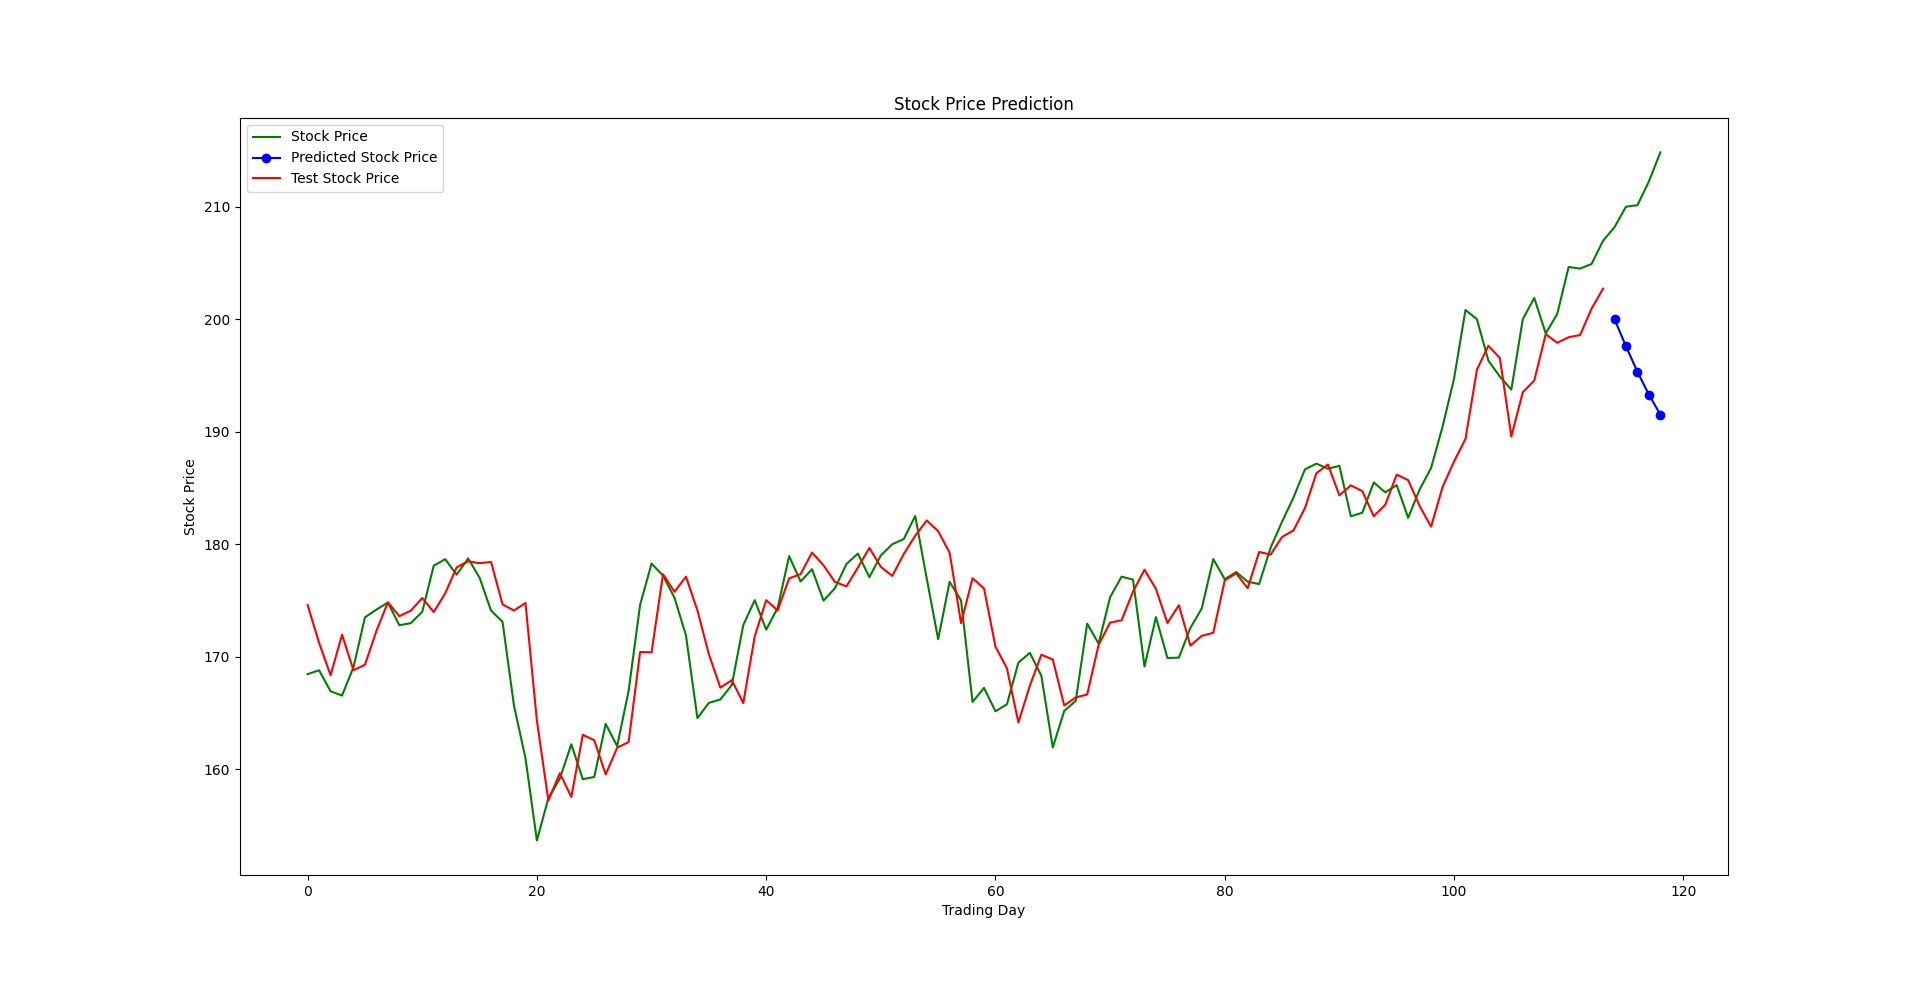 Stock Price Prediction
Stock Price
Predicted Stock Price
Test Stock Price
210
200
190
180
170
160
Stock Price
0 20 40 60 80 100 120
Trading Day